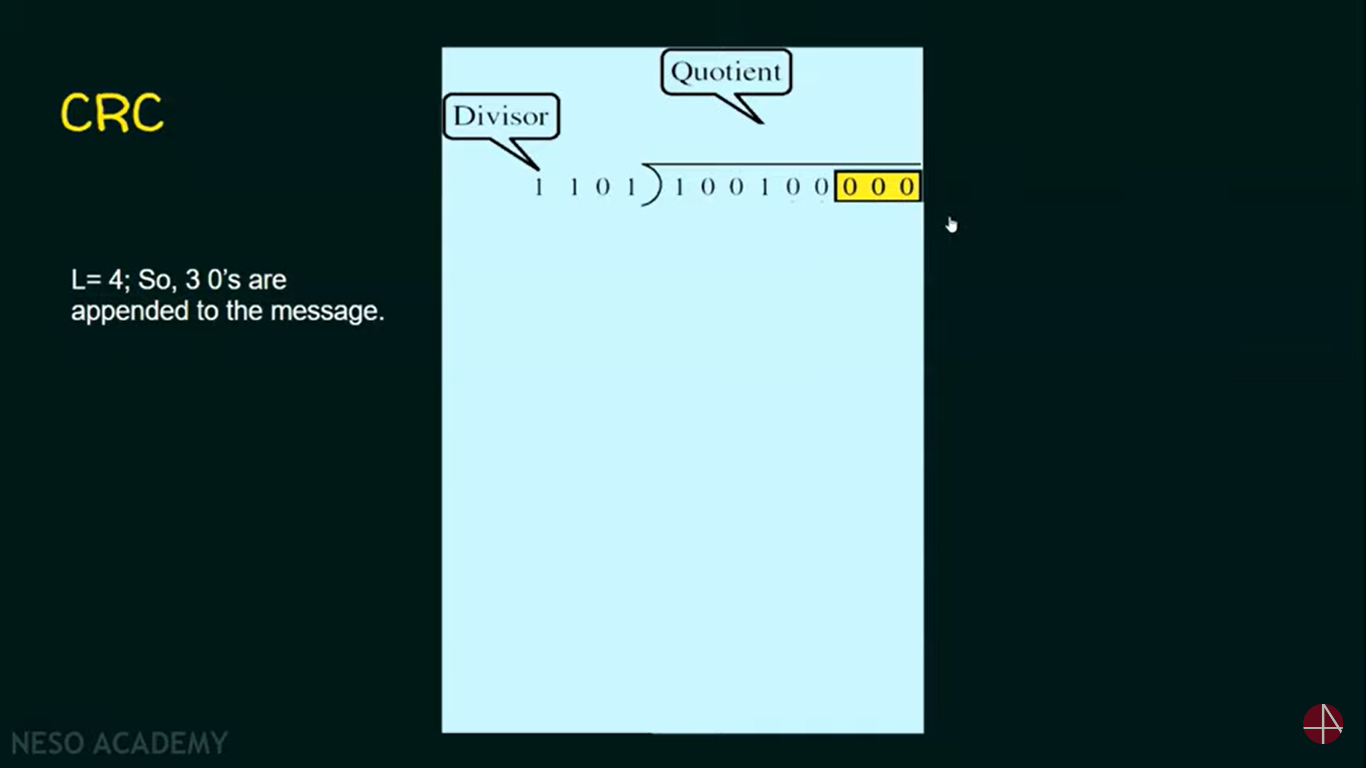 CRC
Quotient
Divisor
1 1 0 1 1 0 0 1 0 0 0 0 0
L= 4; So, 3 0’s are
appended to the message.
NESO ACADEMY